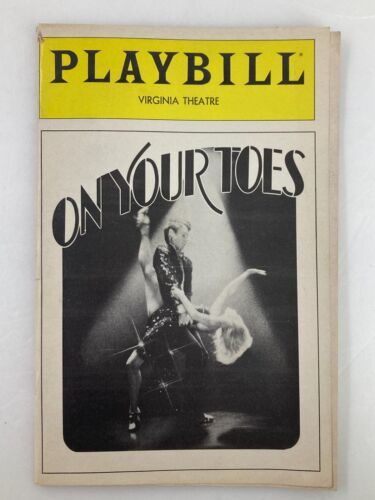 PLAYBILL
VIRGINIA THEATRE
ON YOUR TOES